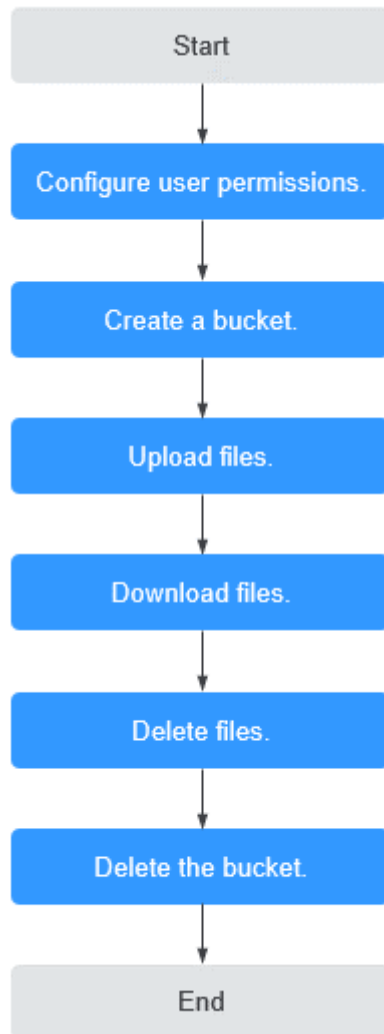 Start
Configure user permissions.
Create a bucket.
Upload files.
Download files.
Delete files.
Delete the bucket.
End